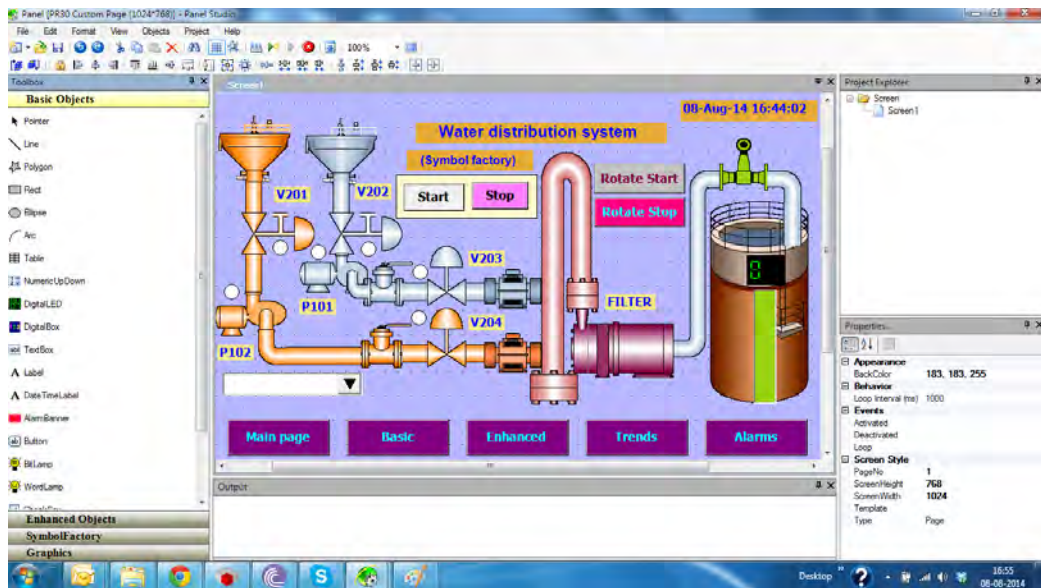 Panel [PR30 Custom Page (1024*768)] - Panel Studio
File Edit Format View Objects Project Help
100%
Toolbox
Basic Objects
Pointer
Line
Polygon
Rect
Ellipse
Arc
Table
NumericUpDown
DigitalLED
DigitalBox
TextBox
Label
DateTimeLabel
AlarmBanner
Button
BitLamp
WordLamp
Enhanced Objects
SymbolFactory
Graphics
Screen1
08-Aug-14 16:44:02
Water distribution system
(Symbol factory)
Start Stop
Rotate Start
Rotate Stop
V201
V202
V203
P101
FILTER
V204
P102
0
Main page Basic Enhanced Trends Alarms
Output
Project Explorer
Screen
Screen1
Properties
Appearance
BackColor 183, 183, 255
Behavior
Loop Interval (ms) 1000
Events
Activated
Deactivated
Loop
Screen Style
PageNo 1
ScreenHeight 768
ScreenWidth 1024
Template
Type Page
Desktop
16:55
08-08-2014